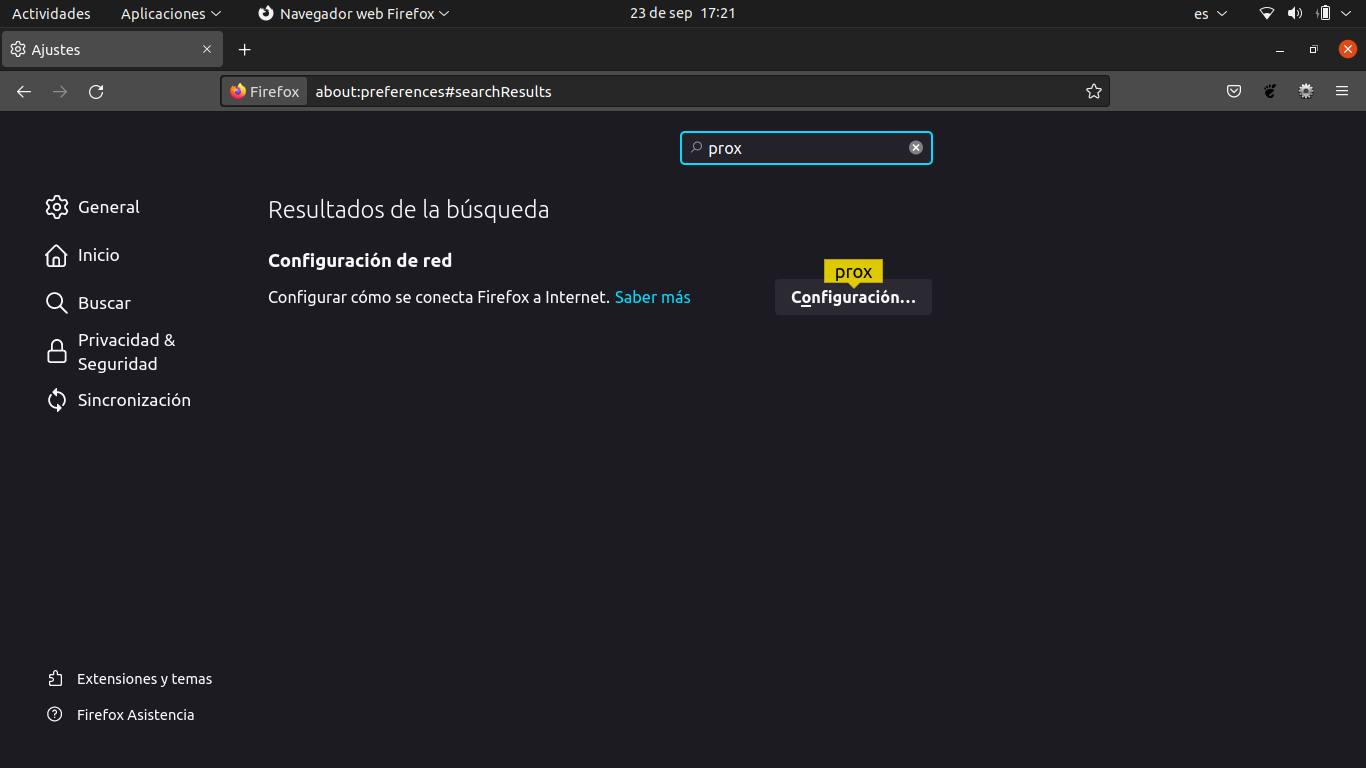 Actividades Aplicaciones Navegador web Firefox 23 de sep 17:21 es
Ajustes
Firefox about:preferences#searchResults
prox
General
Resultados de la búsqueda
Inicio
Configuración de red
prox
Buscar
Configurar cómo se conecta Firefox a Internet. Saber más
Configuración...
Privacidad &
Seguridad
Sincronización
Extensiones y temas
Firefox Asistencia